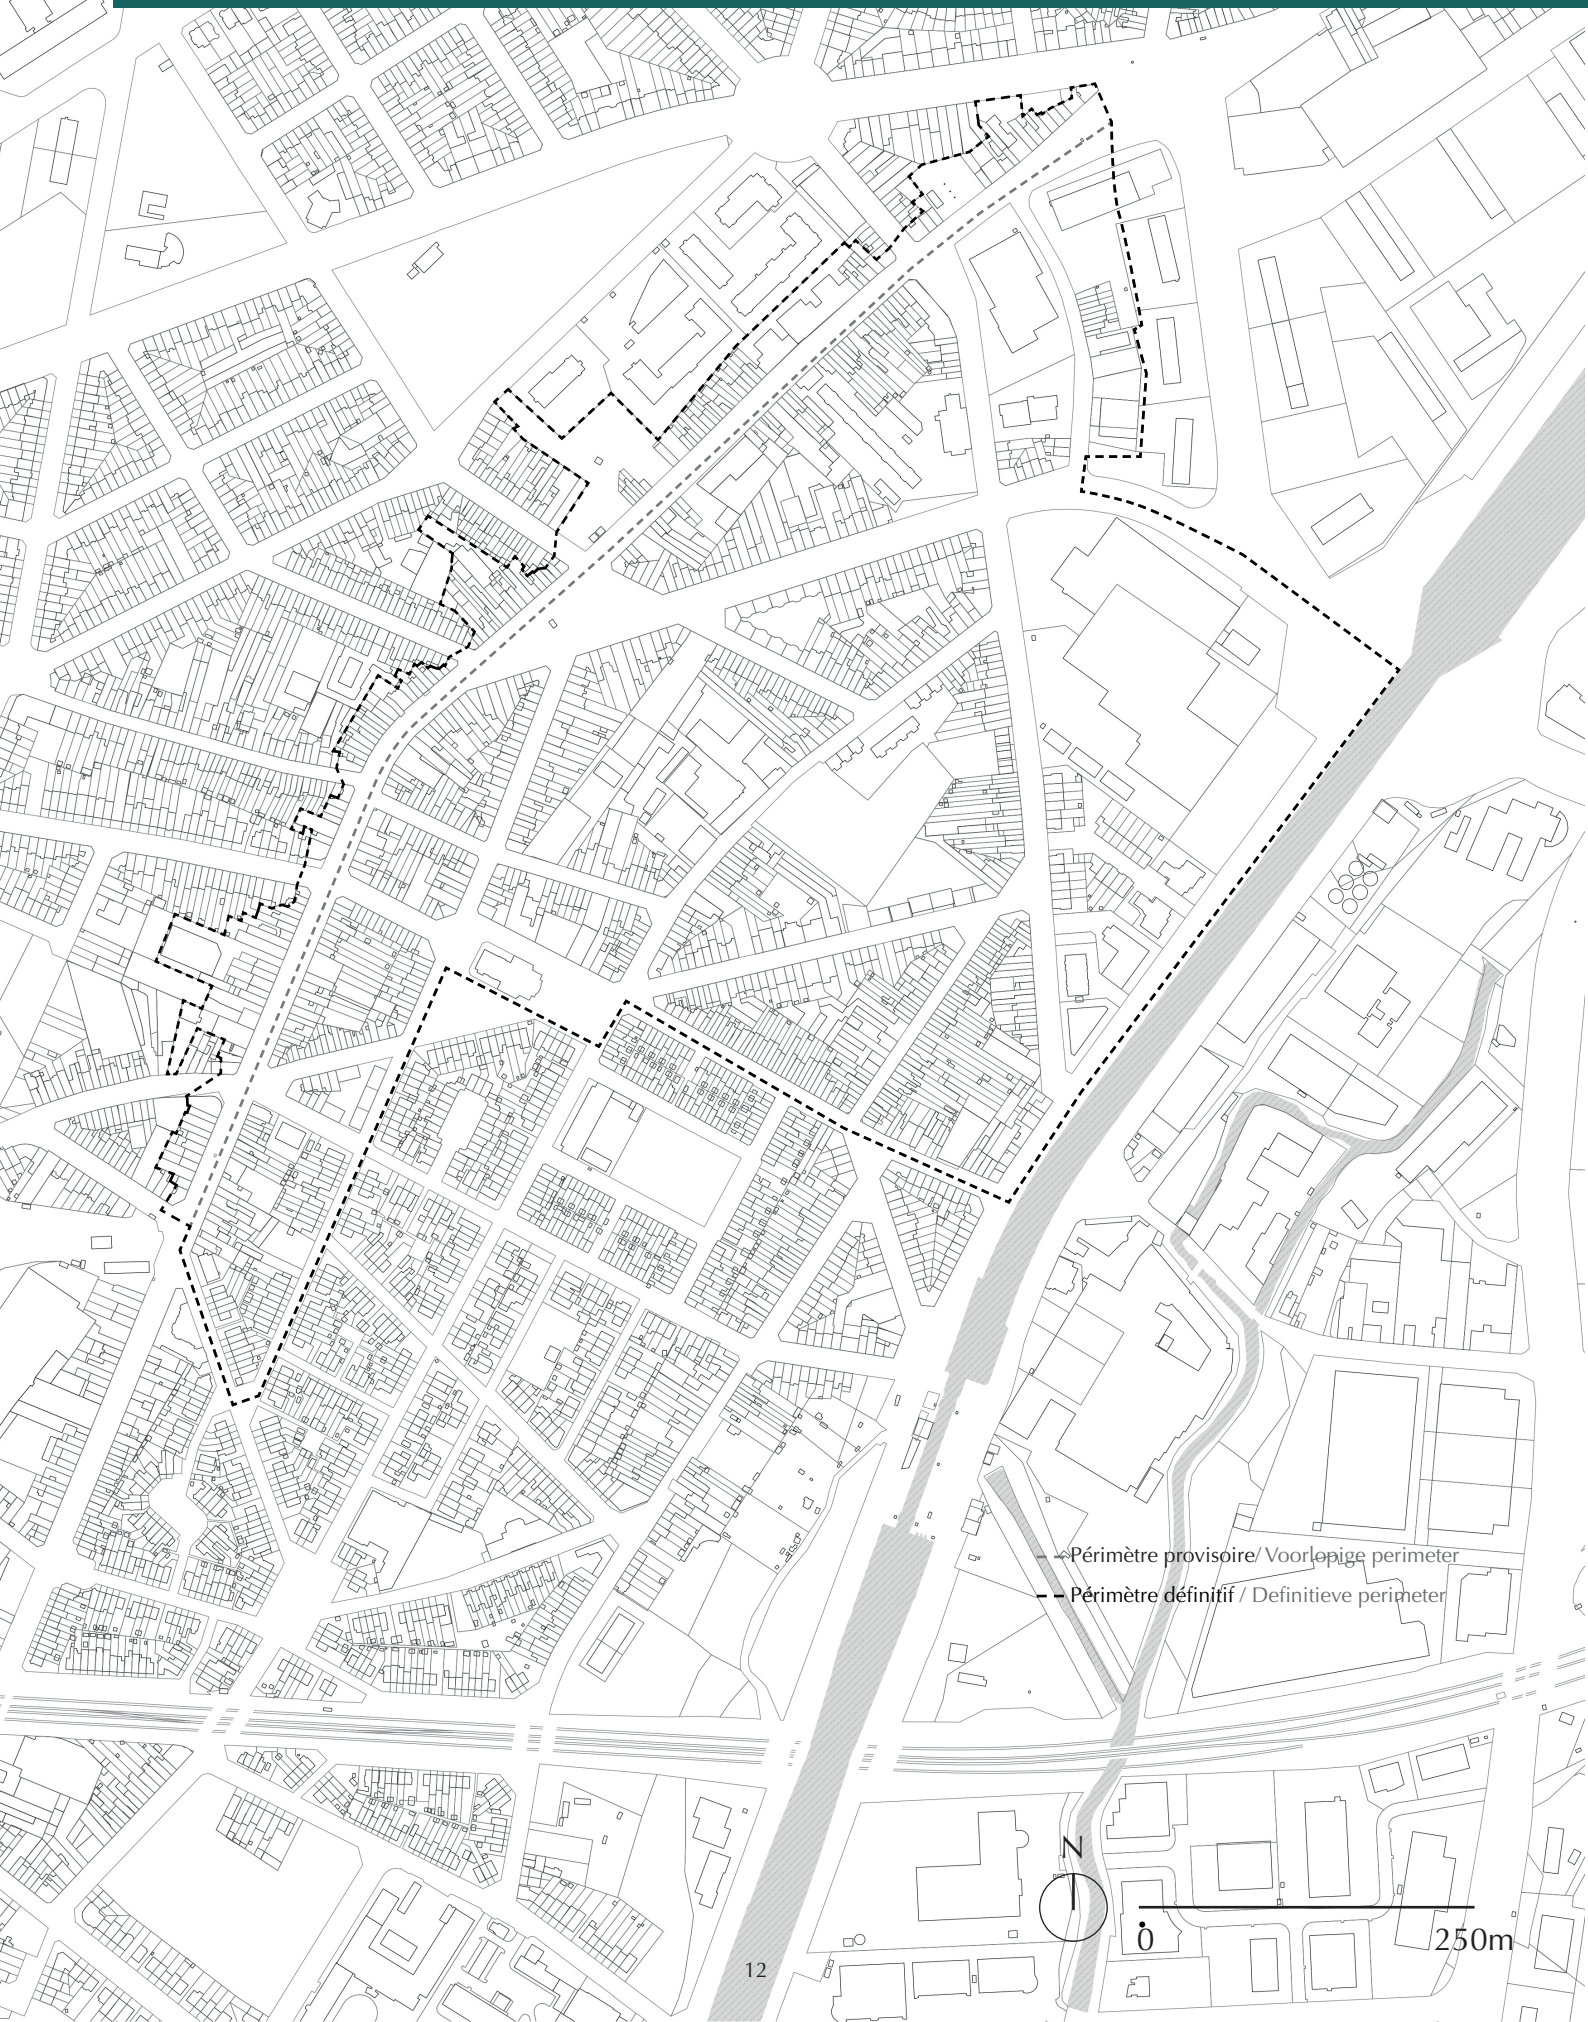 Périmètre provisoire/ Voorlopige perimeter
Périmètre définitif / Definitieve perimeter
N
0
250m
12